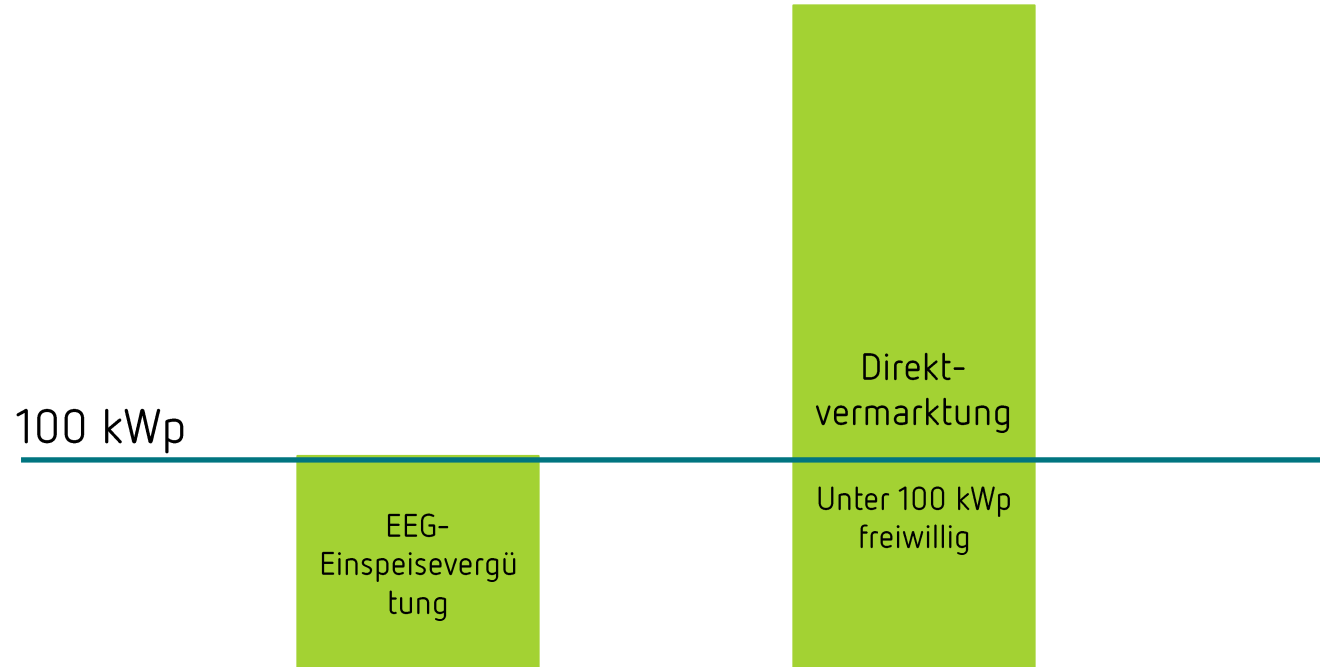 100 kWp
EEG-
Einspeisevergü
tung
Direkt-
vermarktung
Unter 100 kWp
freiwillig